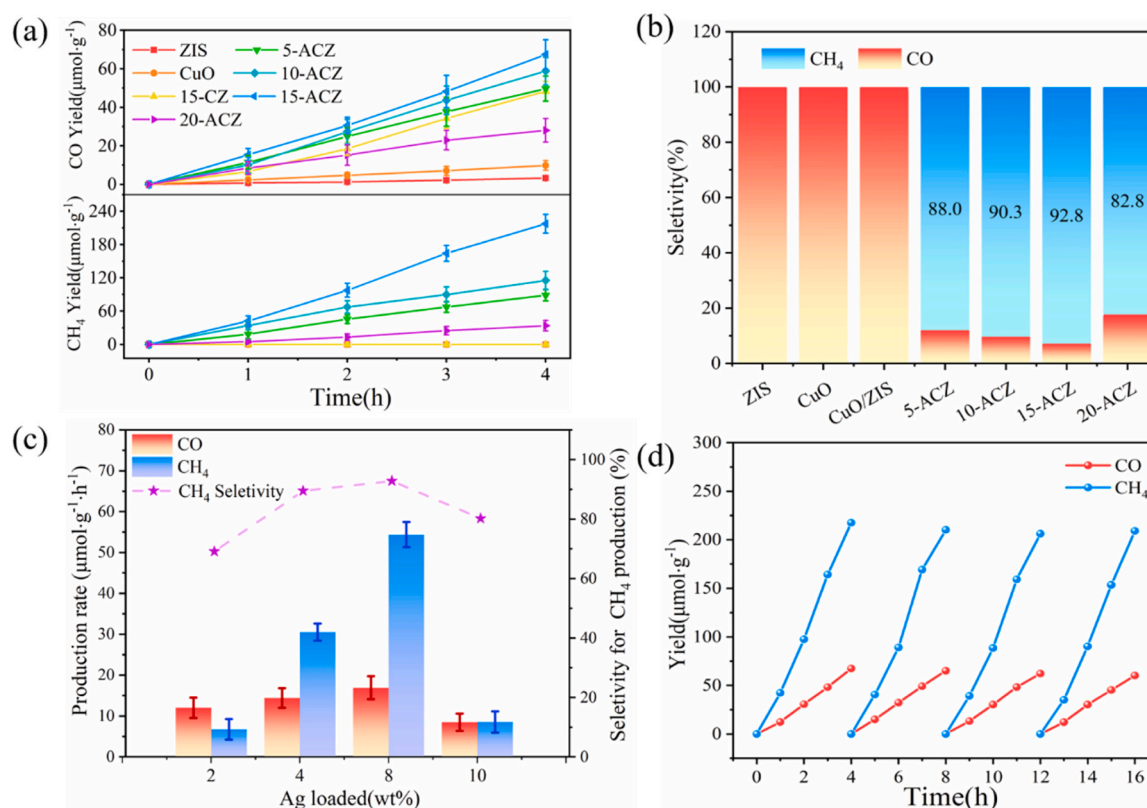 (a)
CO Yield(μmol·g⁻¹)
80
60
40
20
0
ZIS
CuO
15-CZ
20-ACZ
5-ACZ
10-ACZ
15-ACZ
CH₄ Yield(μmol·g⁻¹)
240
180
120
60
0
0 1 2 3 4
Time(h)
(b)
Seletivity(%)
120
100
80
60
40
20
0
CH₄ CO
88.0 90.3 92.8 82.8
ZIS CuO CuO/ZIS 5-ACZ 10-ACZ 15-ACZ 20-ACZ
(c)
Production rate (μmol·g⁻¹·h⁻¹)
80
70
60
50
40
30
20
10
0
CO
CH₄
CH₄ Seletivity
100
80
60
40
20
0
Seletivity for CH₄ production (%)
2 4 8 10
Ag loaded(wt%)
(d)
Yield(μmol·g⁻¹)
300
250
200
150
100
50
0
CO
CH₄
0 2 4 6 8 10 12 14 16
Time(h)